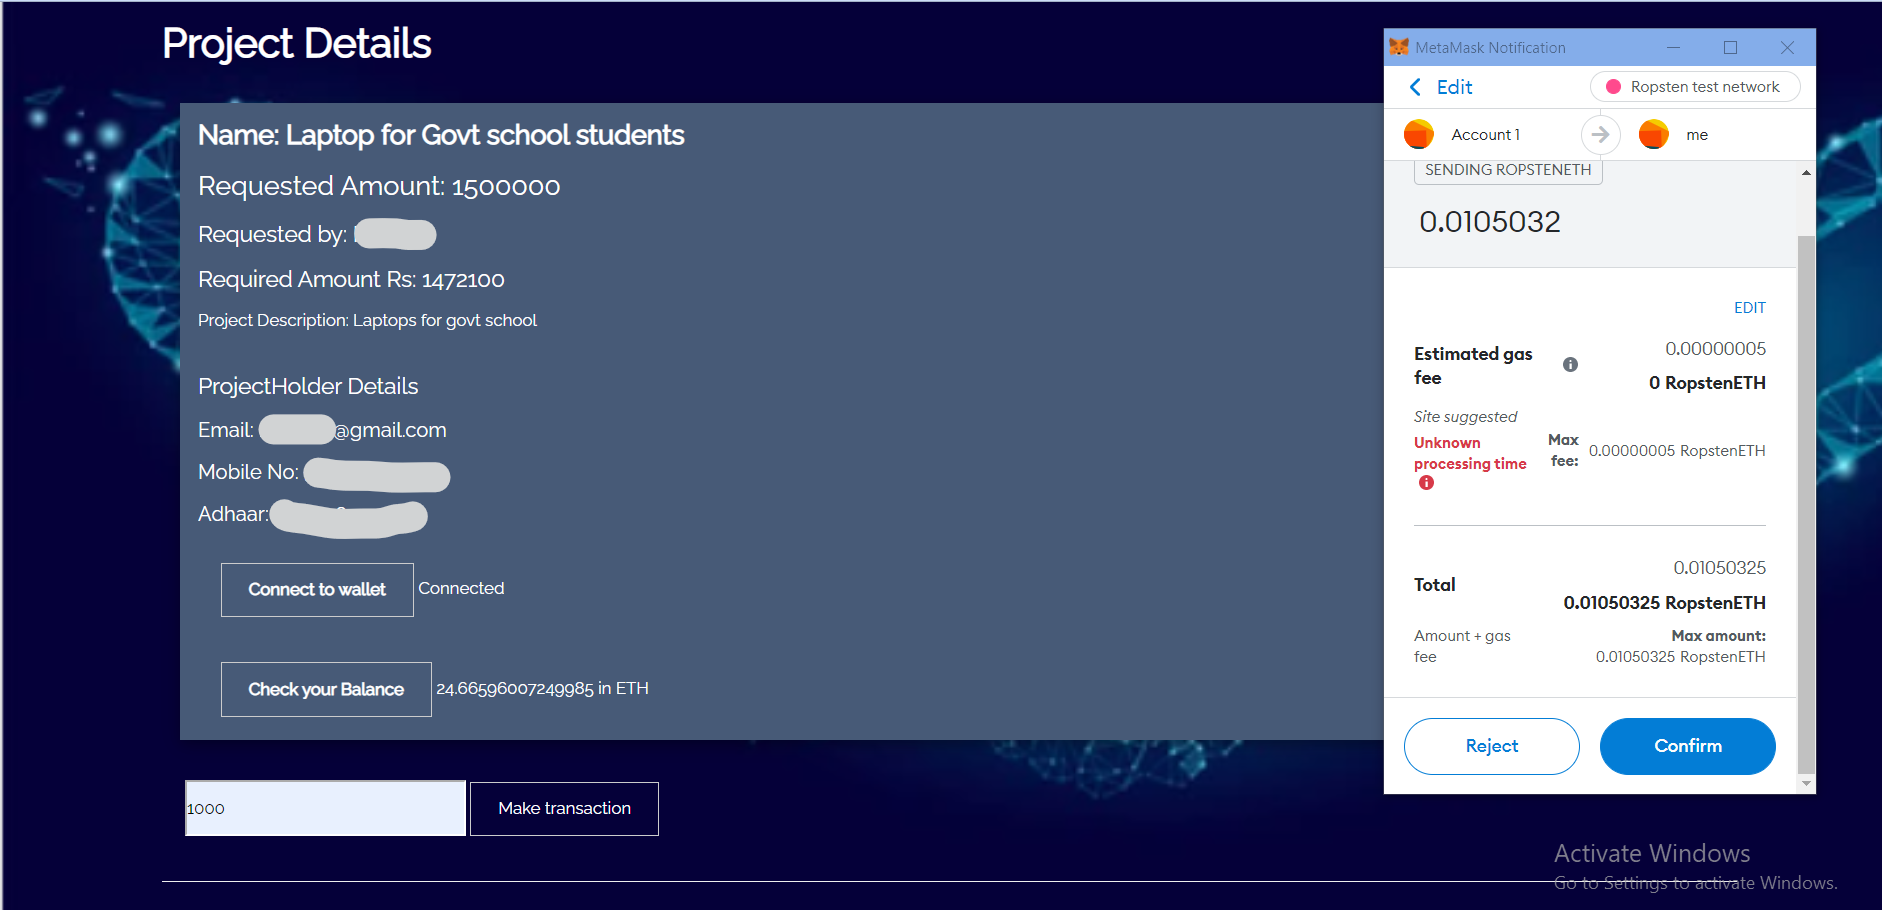 Project Details
Name: Laptop for Govt school students
Requested Amount: 1500000
Requested by:
Required Amount Rs: 1472100
Project Description: Laptops for govt school
ProjectHolder Details
Email: @gmail.com
Mobile No:
Adhaar:
Connect to wallet Connected
Check your Balance 24.66596007249985 in ETH
1000 Make transaction
MetaMask Notification
Edit Ropsten test network
Account 1 me
SENDING ROPSTENETH
0.0105032
EDIT
Estimated gas
fee
0.00000005
0 RopstenETH
Site suggested
Unknown
processing time
Max
fee:
0.00000005 RopstenETH
Total
0.01050325
0.01050325 RopstenETH
Amount + gas
fee
Max amount:
0.01050325 RopstenETH
Reject Confirm
Activate Windows
Go to Settings to activate Windows.